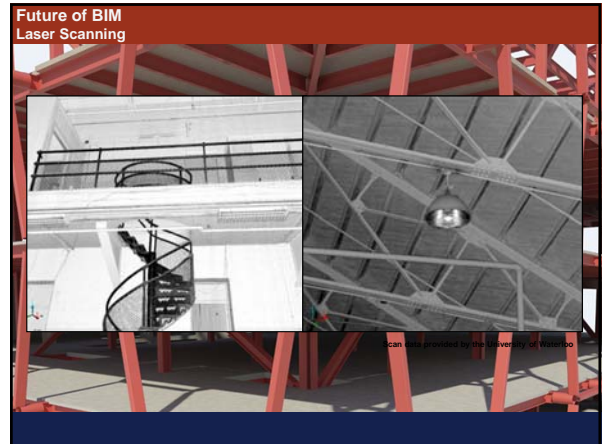 Future of BIM
Laser Scanning
Scan data provided by the University of Waterloo